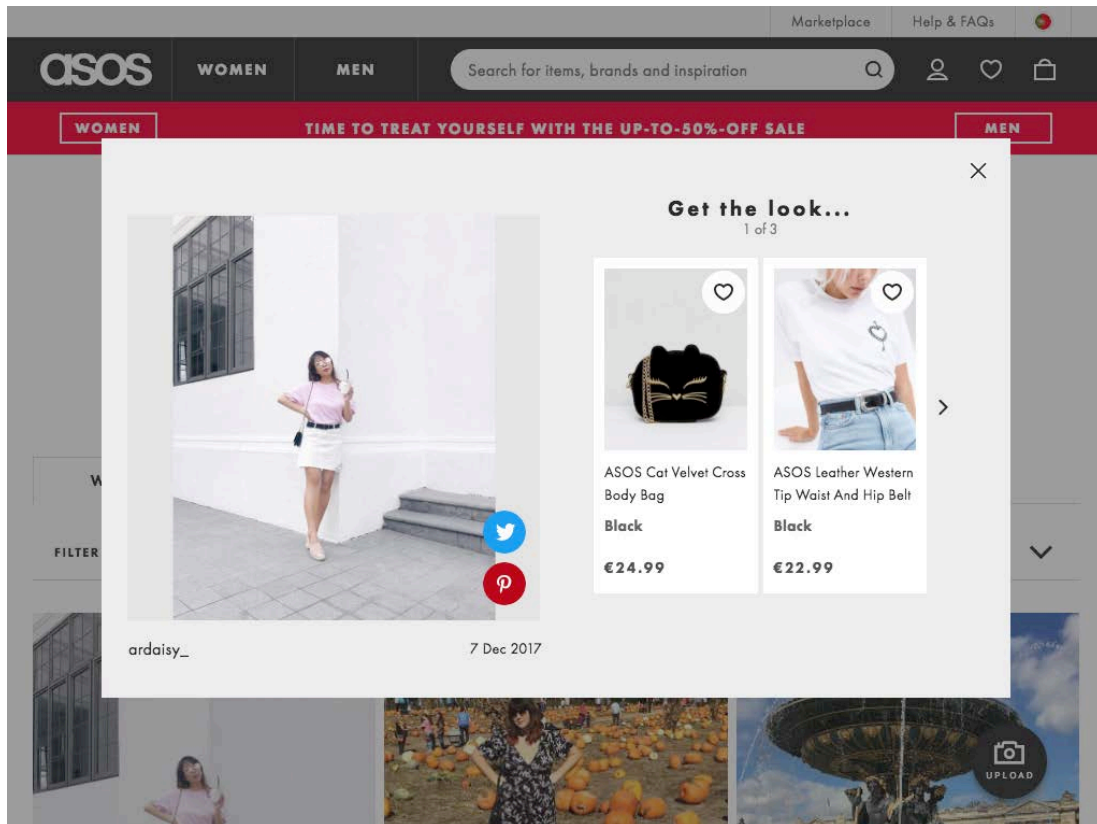 Marketplace
Help & FAQs
asos
WOMEN
MEN
Search for items, brands and inspiration
WOMEN
TIME TO TREAT YOURSELF WITH THE UP-TO-50%-OFF SALE
MEN
Get the look...
1 of 3
ASOS Cat Velvet Cross
Body Bag
Black
€24.99
ASOS Leather Western
Tip Waist And Hip Belt
Black
€22.99
W
FILTER
ardaisy_
7 Dec 2017
UPLOAD